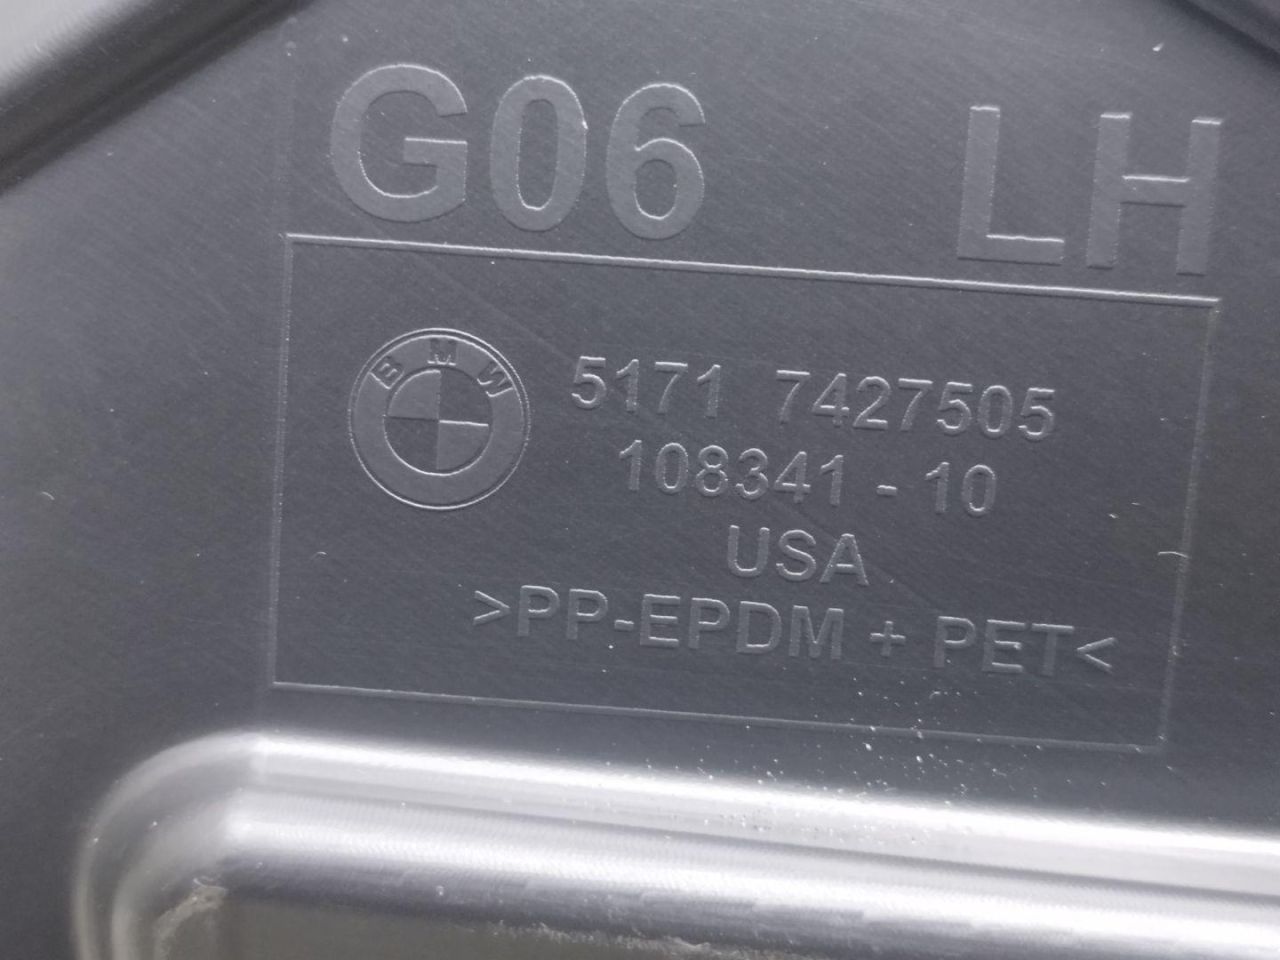 G06 LH
BMW
5171 7427505
108341 - 10
USA
>PP-EPDM + PET<